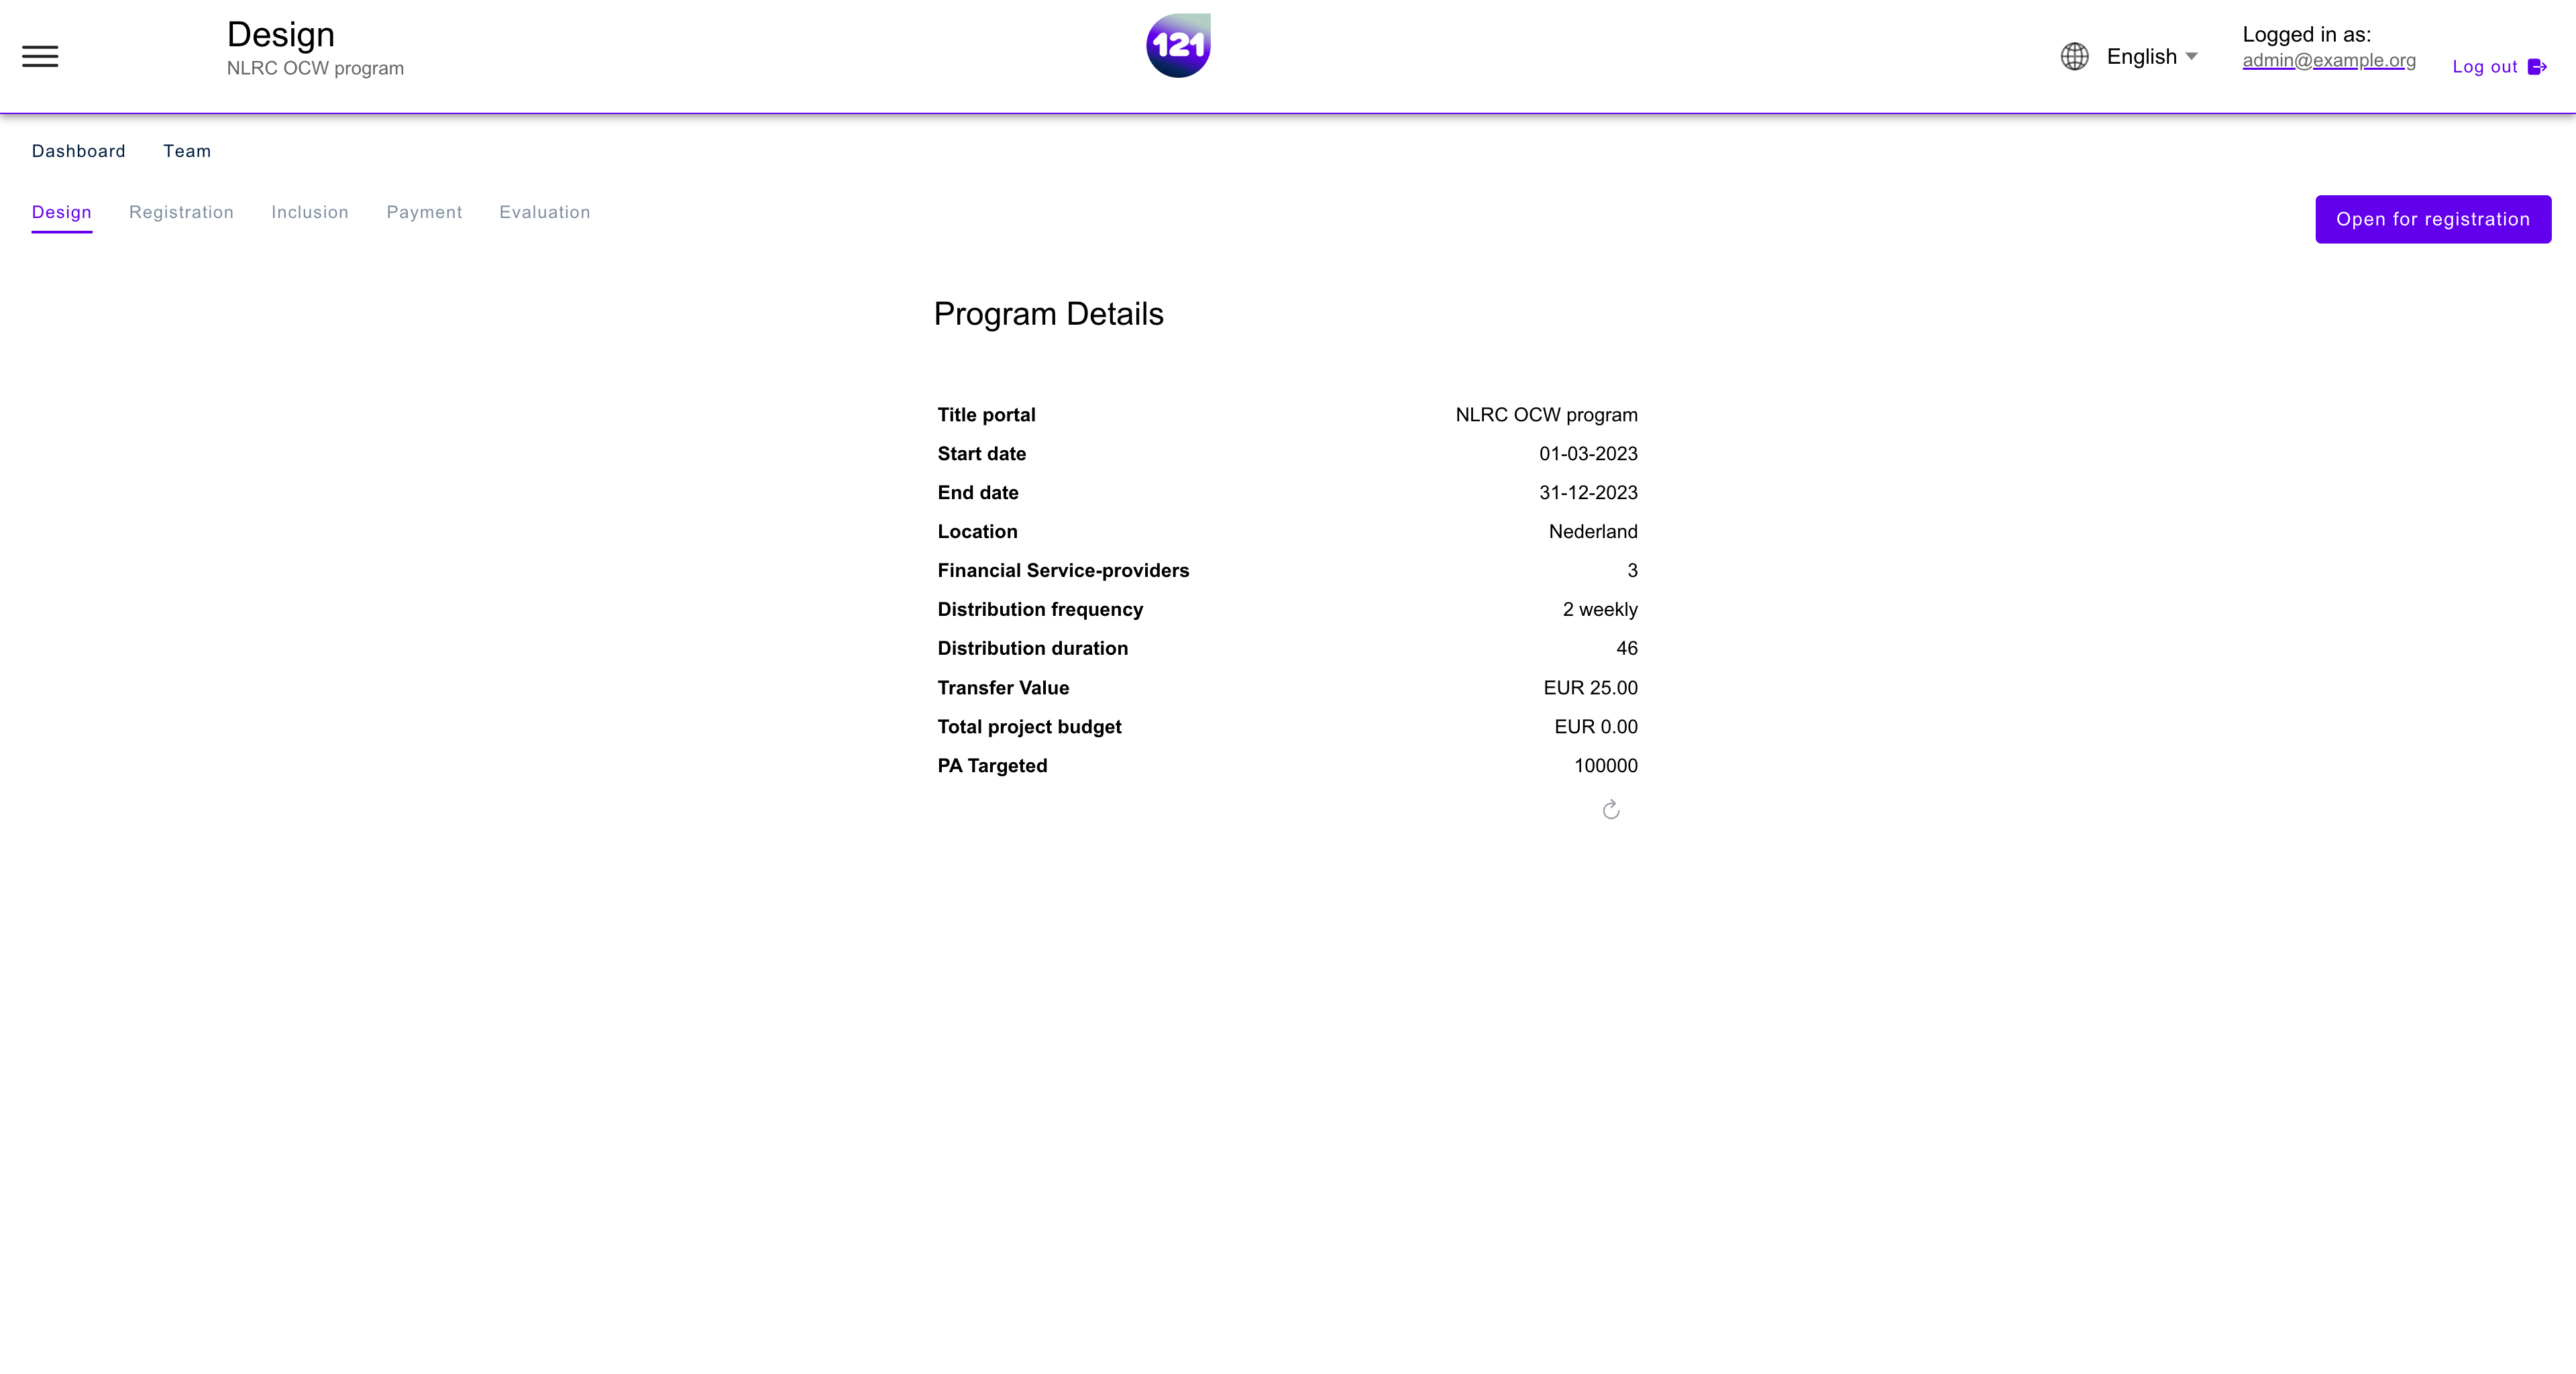 Design
NLRC OCW program
121
English
Logged in as:
admin@example.org
Log out
Dashboard Team
Design Registration Inclusion Payment Evaluation
Open for registration
Program Details
Title portal NLRC OCW program
Start date 01-03-2023
End date 31-12-2023
Location Nederland
Financial Service-providers 3
Distribution frequency 2 weekly
Distribution duration 46
Transfer Value EUR 25.00
Total project budget EUR 0.00
PA Targeted 100000